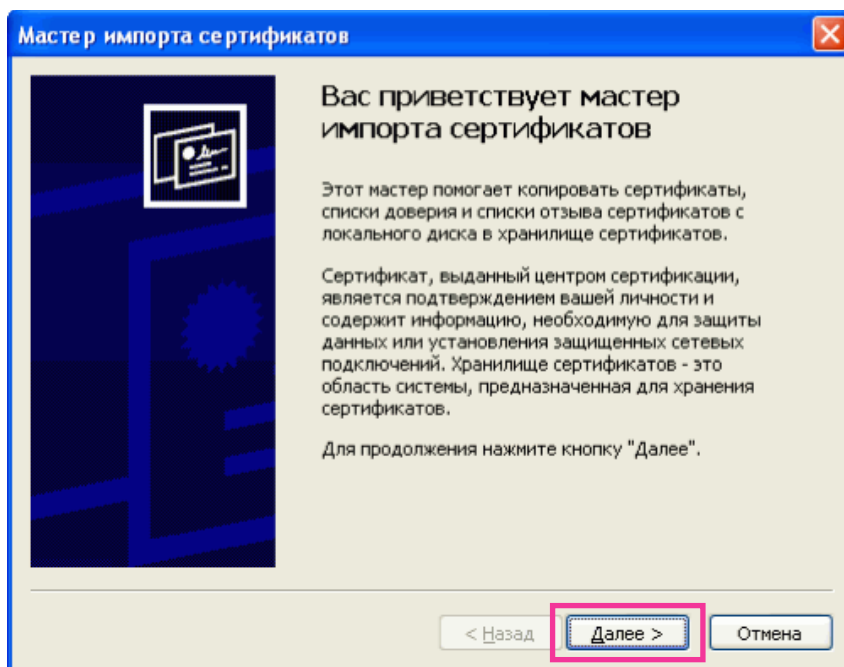 Мастер импорта сертификатов
Вас приветствует мастер
импорта сертификатов
Этот мастер помогает копировать сертификаты,
списки доверия и списки отзыва сертификатов с
локального диска в хранилище сертификатов.
Сертификат, выданный центром сертификации,
является подтверждением вашей личности и
содержит информацию, необходимую для защиты
данных или установления защищенных сетевых
подключений. Хранилище сертификатов - это
область системы, предназначенная для хранения
сертификатов.
Для продолжения нажмите кнопку "Далее".
< Назад Далее > Отмена